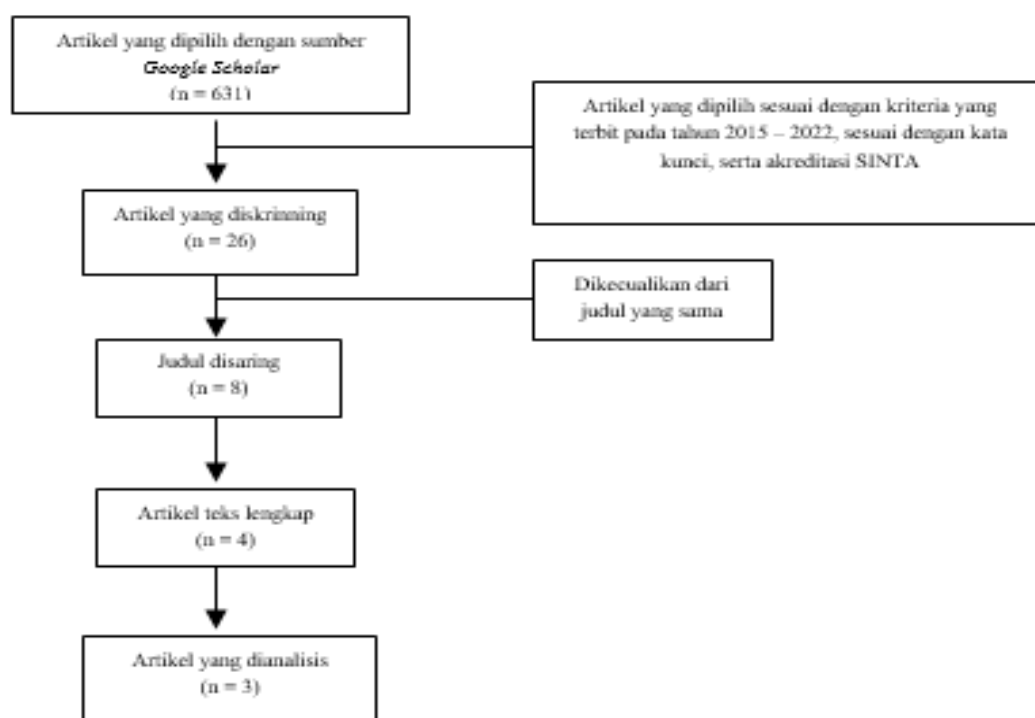 Artikel yang dipilih dengan sumber
Google Scholar
(n = 631)
Artikel yang dipilih sesuai dengan kriteria yang
terbit pada tahun 2015 – 2022, sesuai dengan kata
kunci, serta akreditasi SINTA
Artikel yang diskrinning
(n = 26)
Dikecualikan dari
judul yang sama
Judul disaring
(n = 8)
Artikel teks lengkap
(n = 4)
Artikel yang dianalisis
(n = 3)